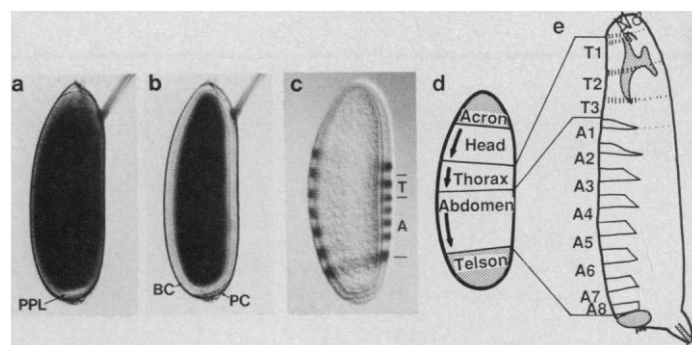 a
PPL
b
BC
PC
c
T
A
d
Acron
Head
Thorax
Abdomen
Telson
e
T1
T2
T3
A1
A2
A3
A4
A5
A6
A7
A8